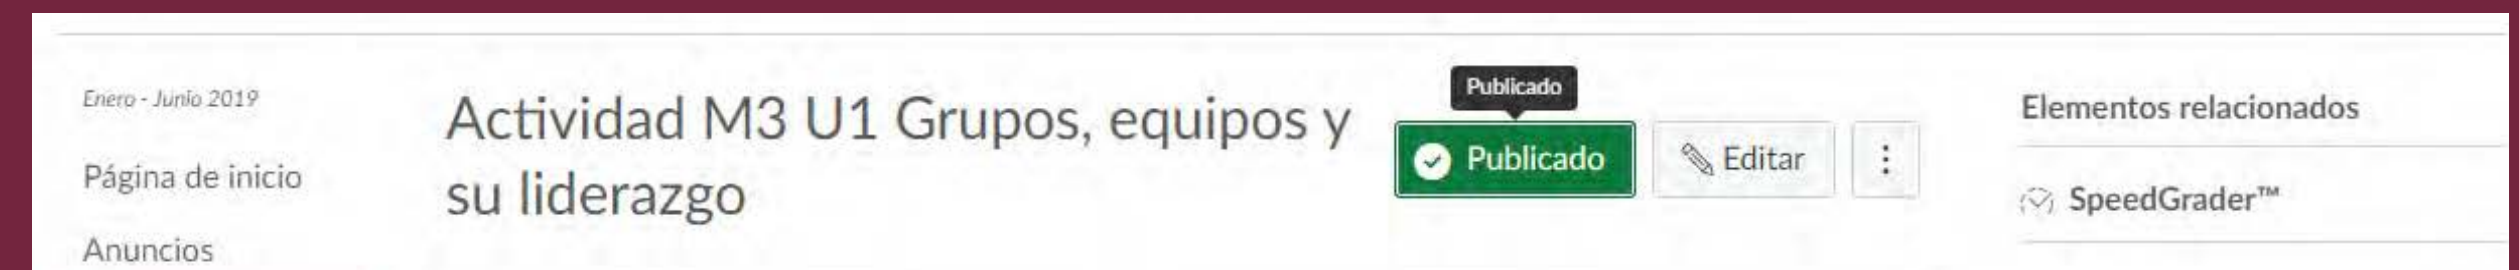 Enero - Junio 2019
Página de inicio
Anuncios
Actividad M3 U1 Grupos, equipos y
su liderazgo
Publicado
Publicado
Editar
Elementos relacionados
SpeedGrader™